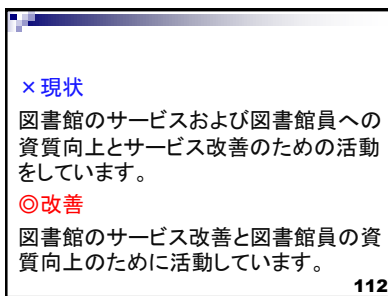 ×現状
図書館のサービスおよび図書館員への
資質向上とサービス改善のための活動
をしています。
◎改善
図書館のサービス改善と図書館員の資
質向上のために活動しています。
112